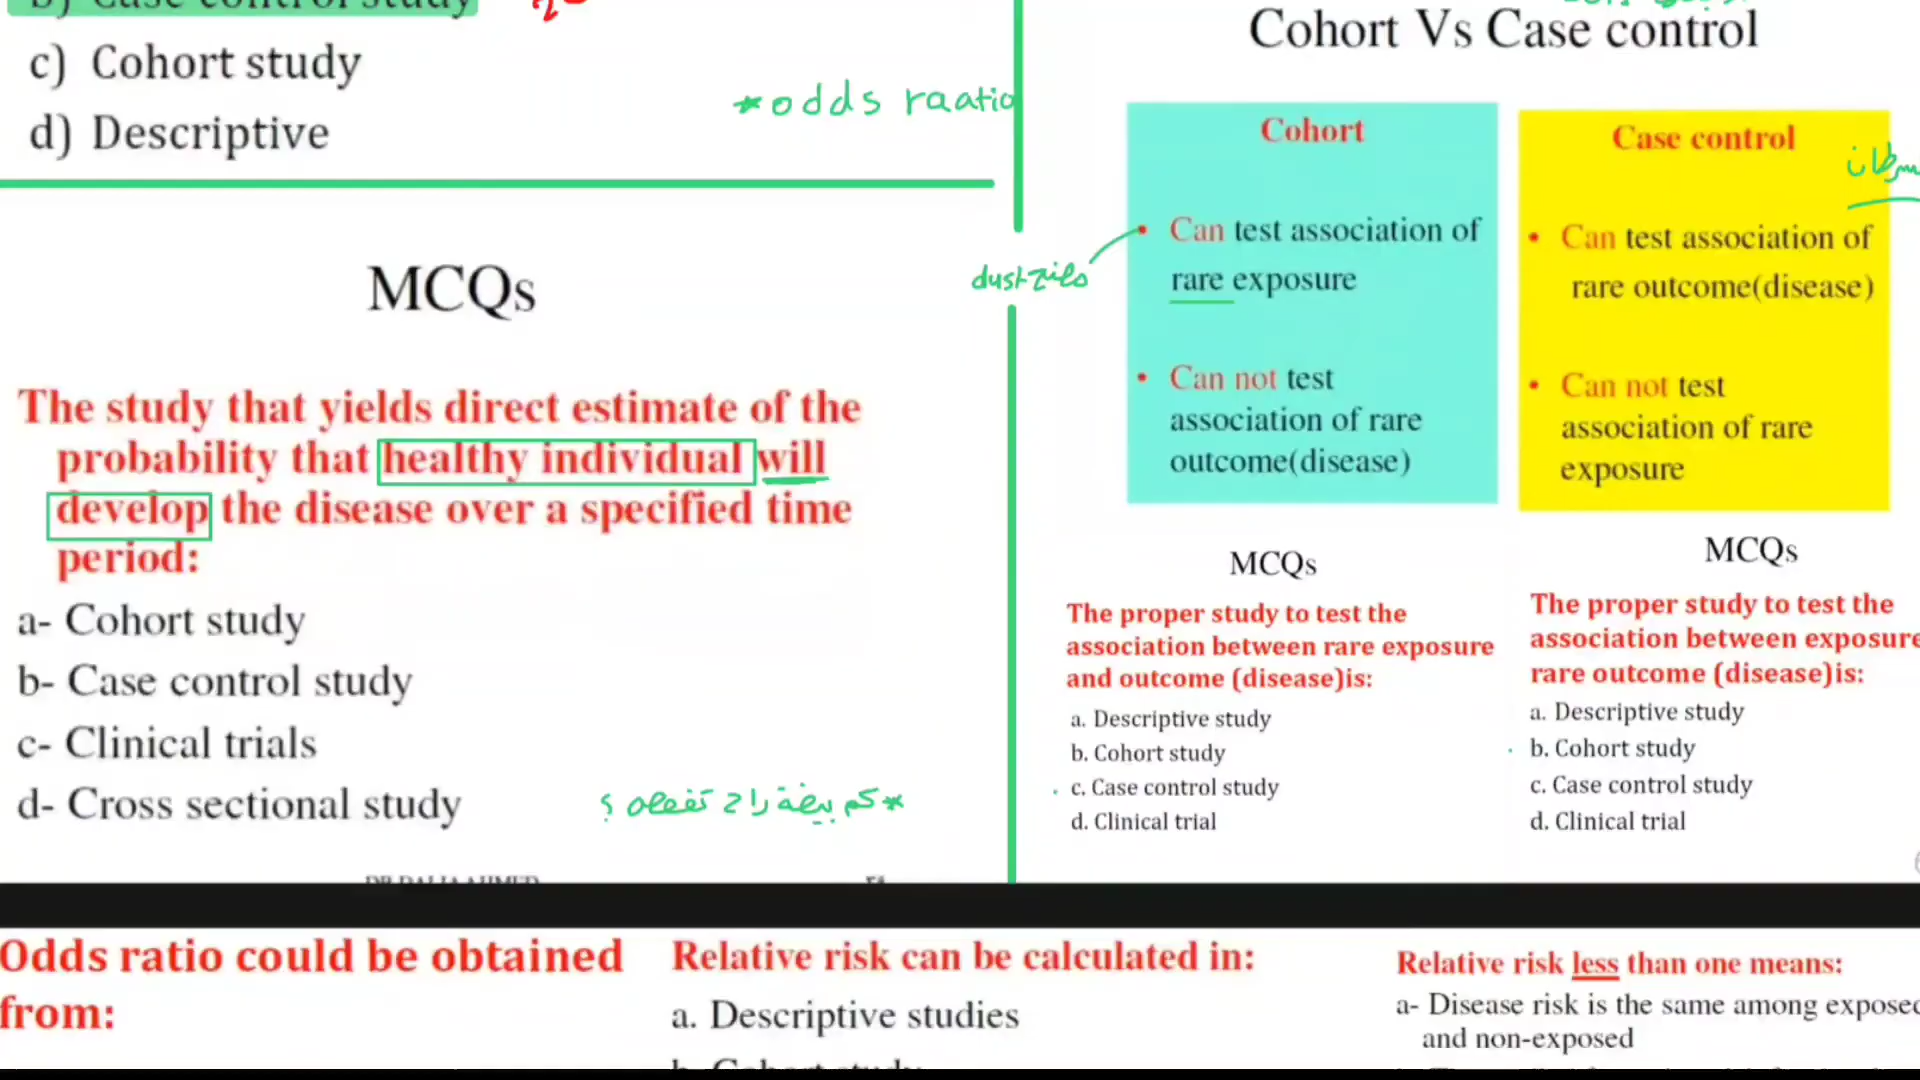 b) Case control study
c) Cohort study
d) Descriptive
*odds raatio
MCQs
The study that yields direct estimate of the
probability that healthy individual will
develop the disease over a specified time
period:
a- Cohort study
b- Case control study
c- Clinical trials
d- Cross sectional study
Cohort Vs Case control
Cohort
• Can test association of
rare exposure
• Can not test
association of rare
outcome(disease)
dust
Case control
• Can test association of
rare outcome(disease)
• Can not test
association of rare
exposure
MCQs
The proper study to test the
association between rare exposure
and outcome (disease)is:
a. Descriptive study
b. Cohort study
c. Case control study
d. Clinical trial
MCQs
The proper study to test the
association between exposure
rare outcome (disease)is:
a. Descriptive study
b. Cohort study
c. Case control study
d. Clinical trial
Odds ratio could be obtained
from:
Relative risk can be calculated in:
a. Descriptive studies
b. Cohort study
Relative risk less than one means:
a- Disease risk is the same among exposed
and non-exposed